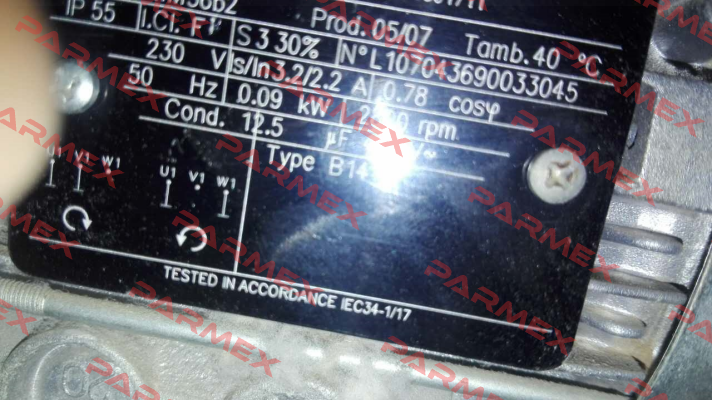 Prod. 05/07 Tamb. 40 °C
IP 55 I.Cl. F S 3 30% N° L107043690033045
230 V Is/In 3.2/2.2 A 0.78 cosφ
50 Hz 0.09 kW rpm
Cond. 12.5 µF
Type B14
V1 W1
U1 V1 W1
TESTED IN ACCORDANCE IEC34-1/17
PARMEX